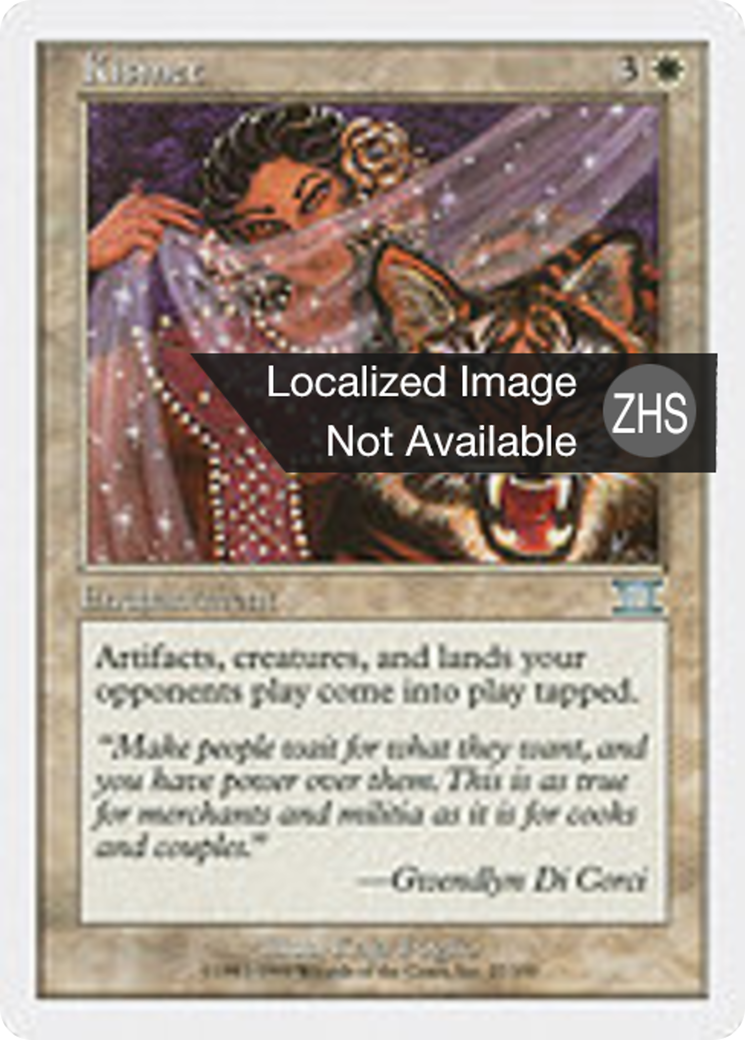 Kismet
3
Localized Image
Not Available
ZHS
Enchantment
Artifacts, creatures, and lands your
opponents play come into play tapped.
“Make people wait for what they want, and
you have power over them. This is as true
for merchants and militia as it is for cooks
and couples.”
—Gwendlyn Di Corci